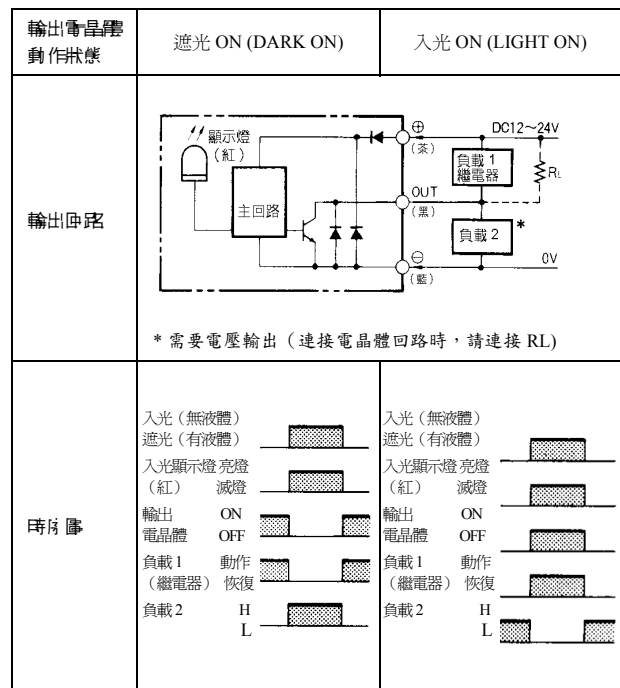 輸出電晶體
動作狀態
遮光 ON (DARK ON)
入光 ON (LIGHT ON)
輸出回路
顯示燈
(紅)
主回路
⊕
(茶)
OUT
(黑)
⊖
(藍)
DC12～24V
負載 1
繼電器
RL
負載 2
*
0V
* 需要電壓輸出（連接電晶體回路時，請連接 RL)
時序圖
入光（無液體）
遮光（有液體）
入光顯示燈 亮燈
（紅） 滅燈
輸出 ON
電晶體 OFF
負載 1 動作
（繼電器） 恢復
負載 2 H
L
入光（無液體）
遮光（有液體）
入光顯示燈 亮燈
（紅） 滅燈
輸出 ON
電晶體 OFF
負載 1 動作
（繼電器） 恢復
負載 2 H
L